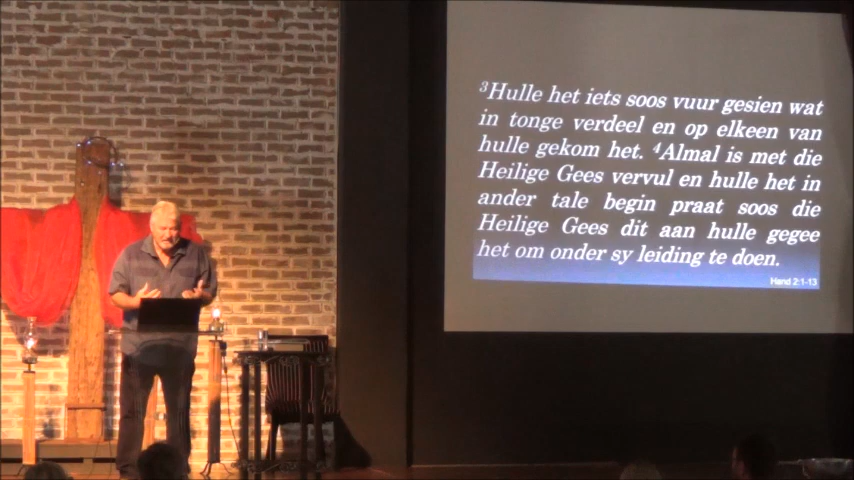 ³Hulle het iets soos vuur gesien wat
in tonge verdeel en op elkeen van
hulle gekom het. ⁴Almal is met die
Heilige Gees vervul en hulle het in
ander tale begin praat soos die
Heilige Gees dit aan hulle gegee
het om onder sy leiding te doen.
Hand 2:1-13